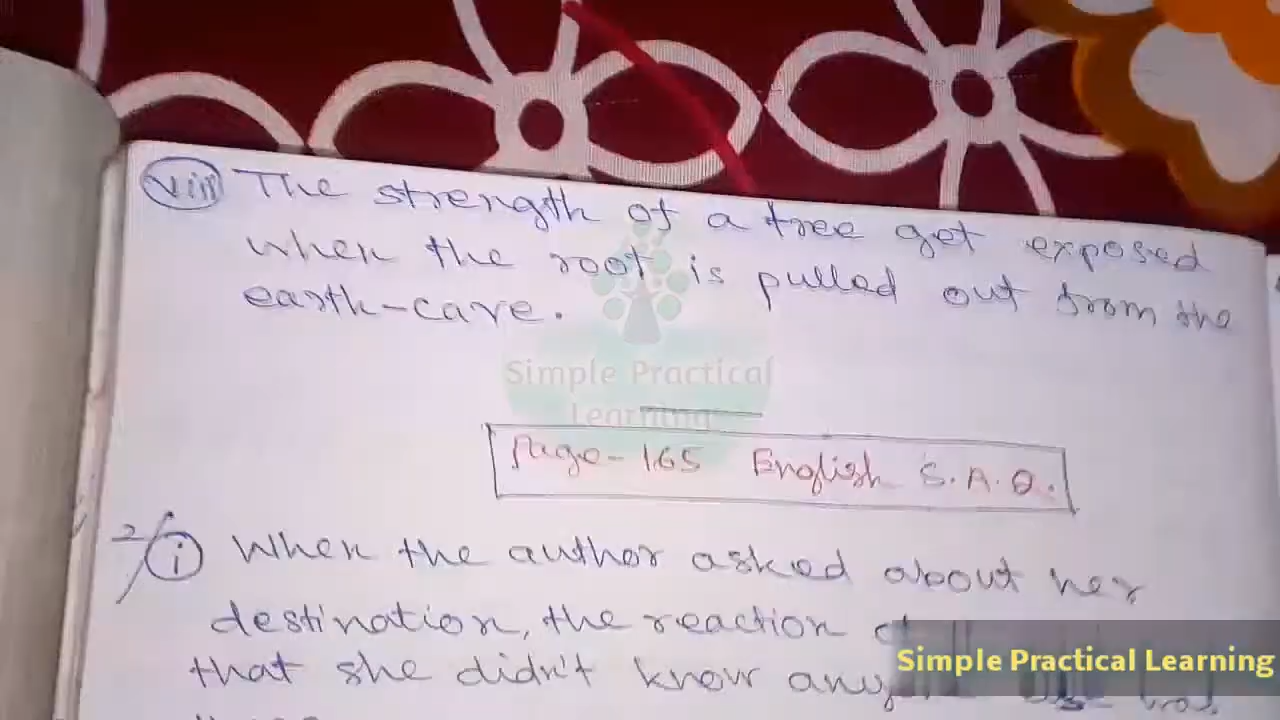 viii The strength of a tree get exposed
when the root is pulled out from the
earth-cave.
Simple Practical
Learning
Page-165 English S.A.Q.
2/ i When the author asked about her
destination, the reaction
that she didn't know
Simple Practical Learning